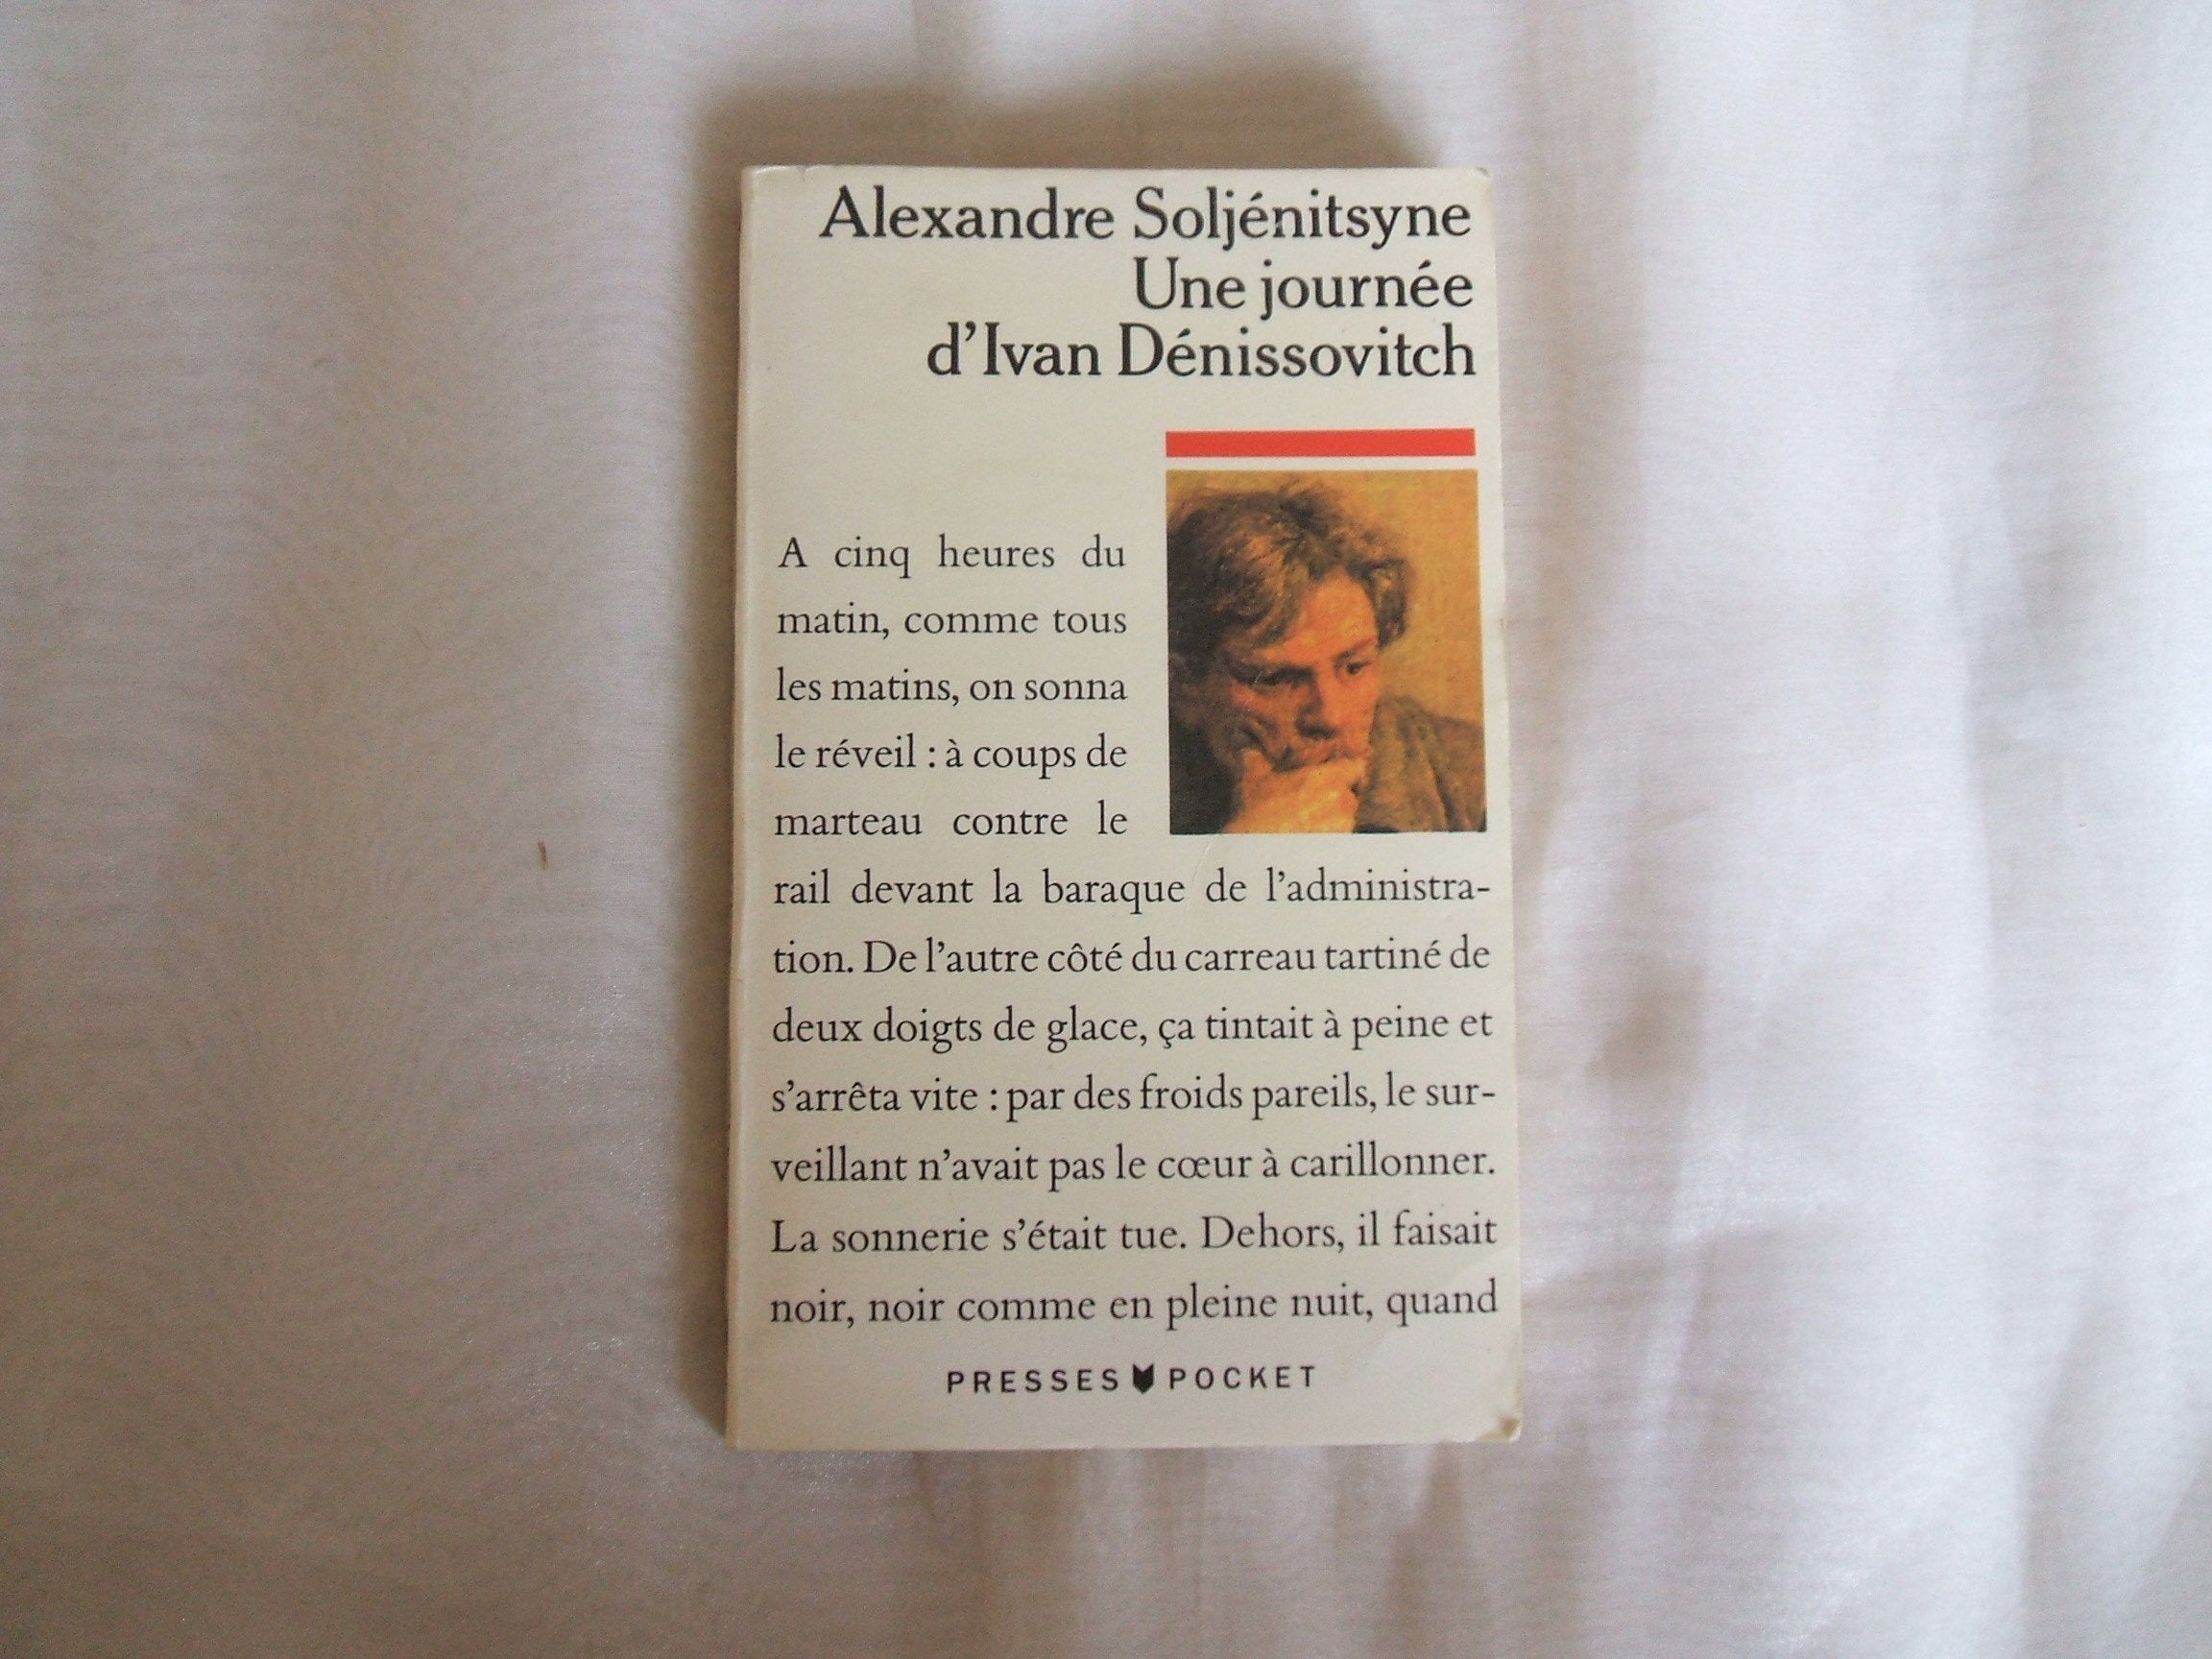 Alexandre Soljénitsyne
Une journée
d'Ivan Dénissovitch
A cinq heures du
matin, comme tous
les matins, on sonna
le réveil : à coups de
marteau contre le
rail devant la baraque de l'administra-
tion. De l'autre côté du carreau tartiné de
deux doigts de glace, ça tintait à peine et
s'arrêta vite : par des froids pareils, le sur-
veillant n'avait pas le cœur à carillonner.
La sonnerie s'était tue. Dehors, il faisait
noir, noir comme en pleine nuit, quand
PRESSES POCKET